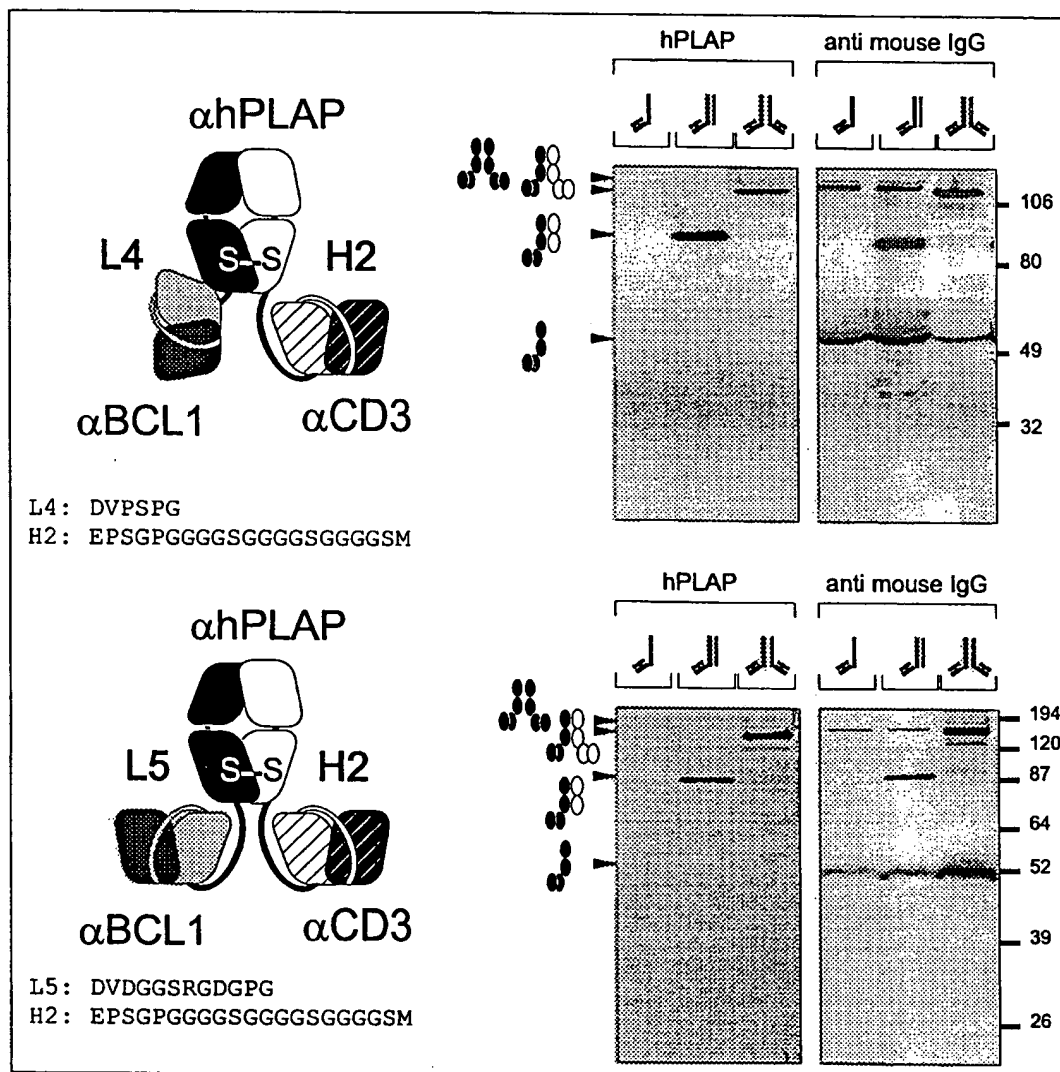 αhPLAP
L4
S--S
H2
αBCL1
αCD3
L4: DVPSPG
H2: EPSGPGGGGSGGGGSGGGGSM
hPLAP
anti mouse IgG
106
80
49
32
αhPLAP
L5
S--S
H2
αBCL1
αCD3
L5: DVDGGSRGDGPG
H2: EPSGPGGGGSGGGGSGGGGSM
hPLAP
anti mouse IgG
194
120
87
64
52
39
26